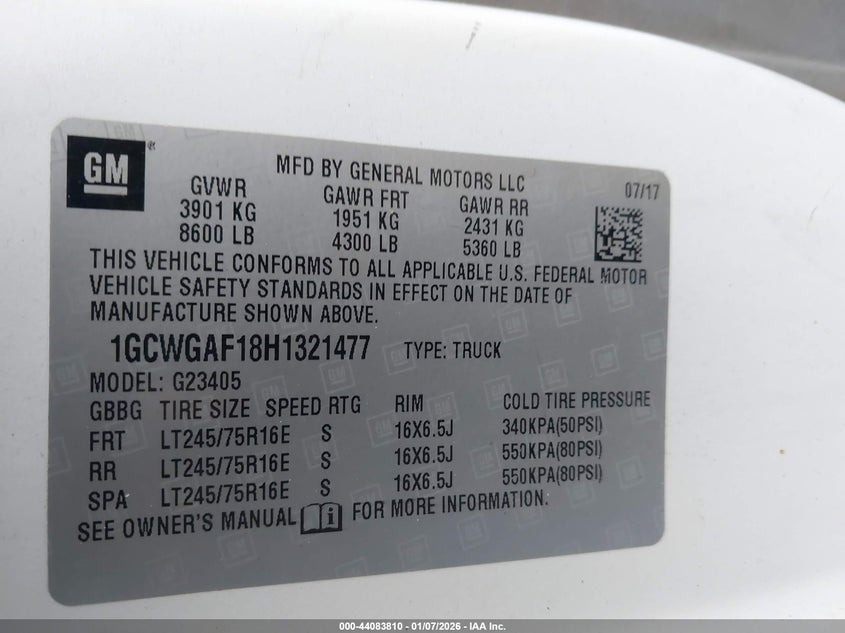 GM ®
MFD BY GENERAL MOTORS LLC
07/17
GVWR GAWR FRT GAWR RR
3901 KG 1951 KG 2431 KG
8600 LB 4300 LB 5360 LB
THIS VEHICLE CONFORMS TO ALL APPLICABLE U.S. FEDERAL MOTOR
VEHICLE SAFETY STANDARDS IN EFFECT ON THE DATE OF
MANUFACTURE SHOWN ABOVE.
1GCWGAF18H1321477 TYPE: TRUCK
MODEL: G23405
GBBG TIRE SIZE SPEED RTG RIM COLD TIRE PRESSURE
FRT LT245/75R16E S 16X6.5J 340KPA(50PSI)
RR LT245/75R16E S 16X6.5J 550KPA(80PSI)
SPA LT245/75R16E S 16X6.5J 550KPA(80PSI)
SEE OWNER'S MANUAL FOR MORE INFORMATION.
000-44083810 - 01/07/2026 - IAA Inc.